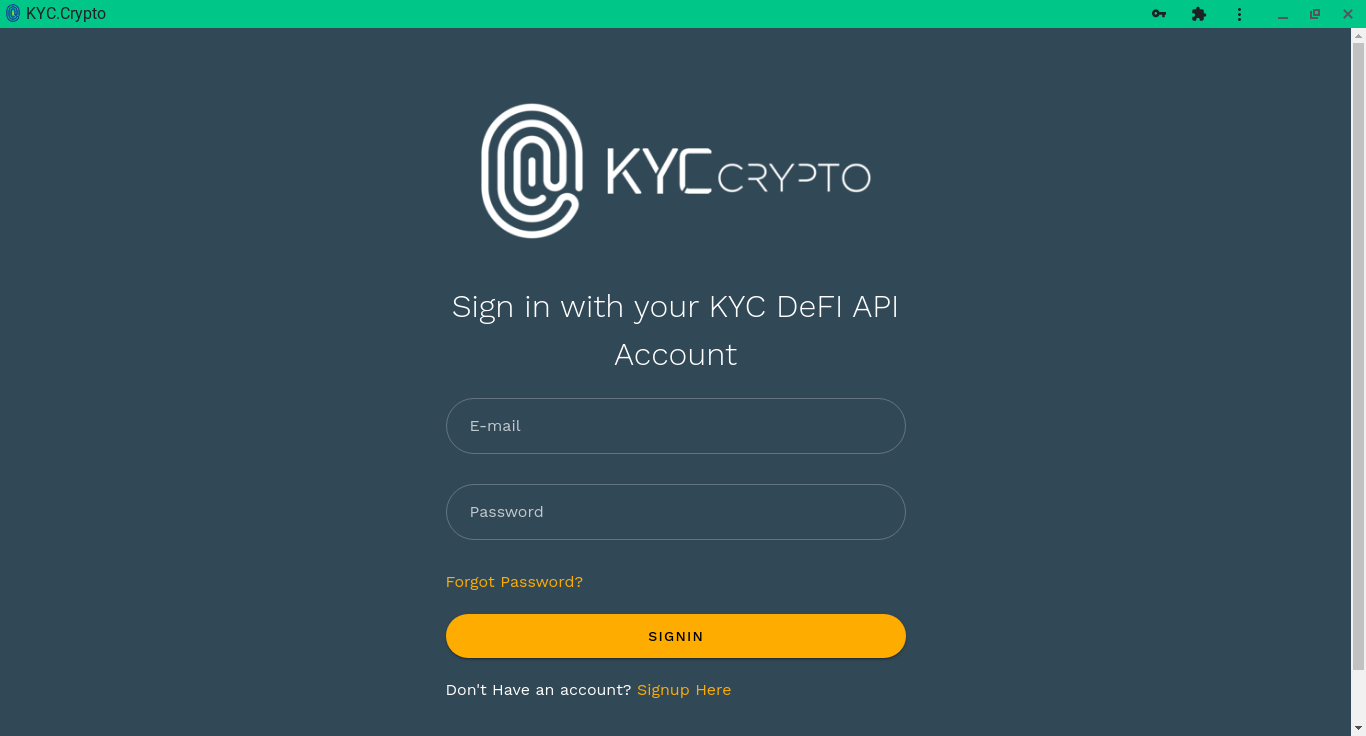 KYC.Crypto
KYC CRYPTO
Sign in with your KYC DeFI API
Account
E-mail
Password
Forgot Password?
SIGNIN
Don't Have an account? Signup Here